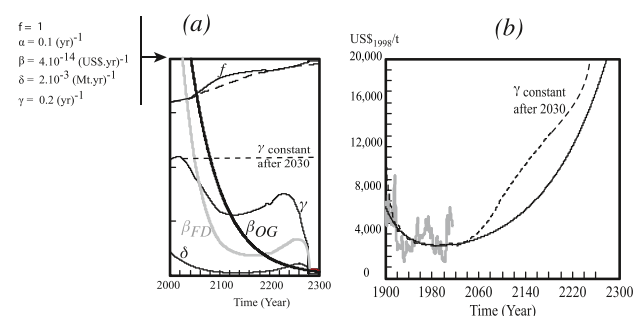 f = 1
α = 0.1 (yr)-1
β = 4.10-14 (US$.yr)-1
δ = 2.10-3 (Mt.yr)-1
γ = 0.2 (yr)-1
(a)
f
γ constant
after 2030
γ
βFD
βOG
δ
2000 2100 2200 2300
Time (Year)
(b)
US$1998/t
20,000
16,000
12,000
8,000
4,000
0
γ constant
after 2030
1900 1980 2060 2140 2220 2300
Time (Year)